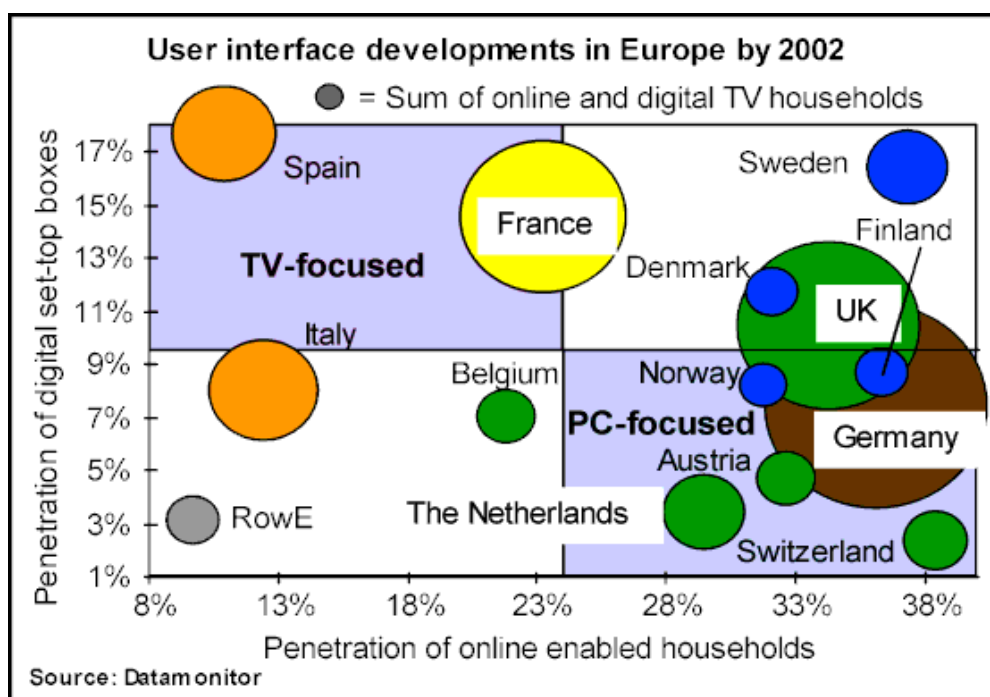 User interface developments in Europe by 2002
= Sum of online and digital TV households
Penetration of digital set-top boxes
17%
15%
13%
11%
9%
7%
5%
3%
1%
Spain
Sweden
France
Finland
TV-focused
Denmark
UK
Italy
Belgium
Norway
PC-focused
Germany
Austria
The Netherlands
RowE
Switzerland
8% 13% 18% 23% 28% 33% 38%
Penetration of online enabled households
Source: Datamonitor